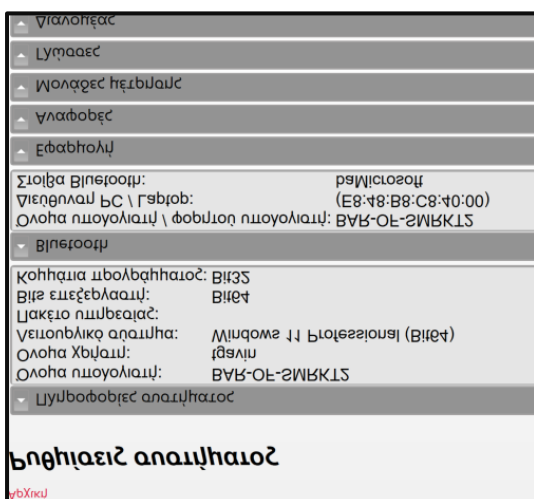 Αρχική
Ρυθμίσεις συστήματος
Πληροφορίες συστήματος
Όνομα υπολογιστή: BAR-OF-SMRKT2
Όνομα χρήστη: tgavin
Λειτουργικό σύστημα: Windows 11 Professional (Bit64)
Πακέτο υπηρεσίας:
Bits επεξεργαστή: Bit64
Κομμάτια προγράμματος: Bit32
Bluetooth
Όνομα υπολογιστή / φορητού υπολογιστή: BAR-OF-SMRKT2
Διεύθυνση PC / Laptop: (E8:48:B8:C8:40:00)
Στοίβα Bluetooth: baMicrosoft
Εφαρμογή
Αναφορές
Μονάδες μέτρησης
Γλώσσες
Διανομέας